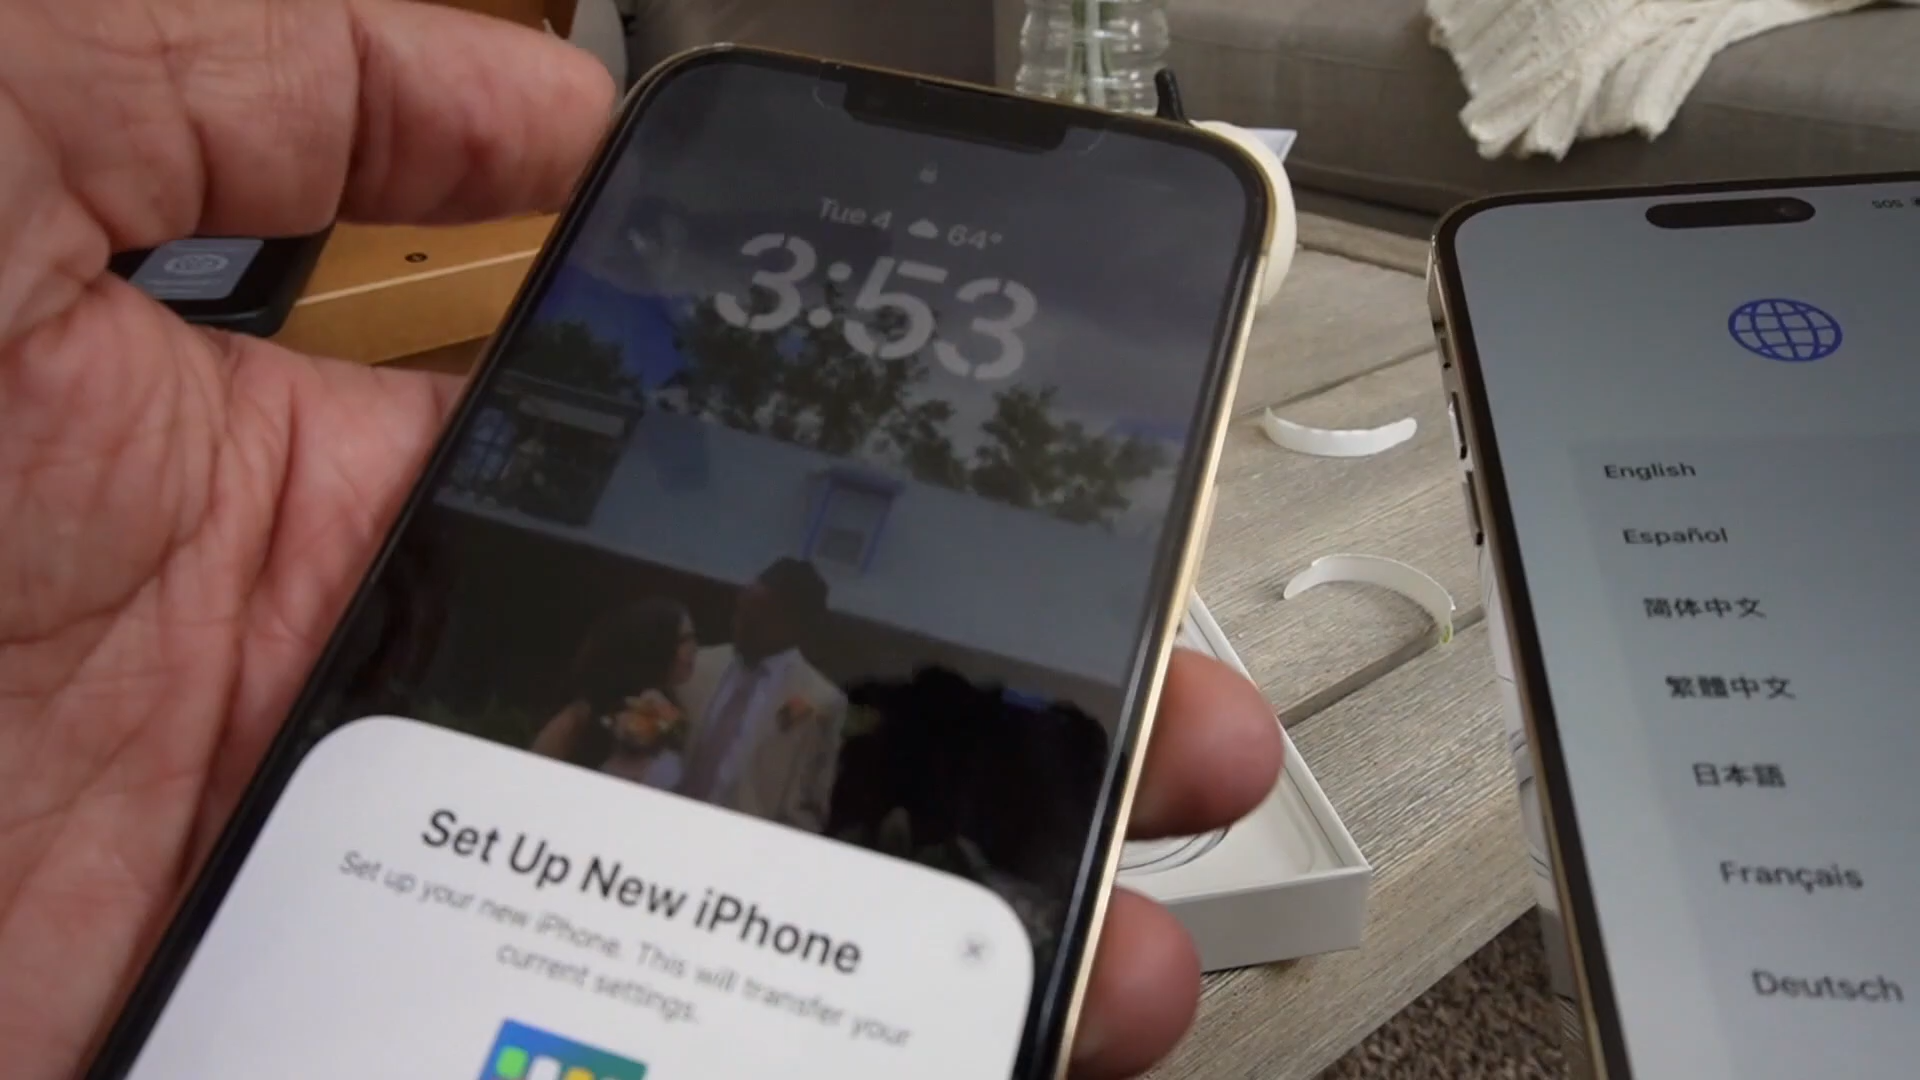 Tue 4 64°
3:53
Set Up New iPhone
Set up your new iPhone. This will transfer your
current settings.
SOS
English
Español
简体中文
繁體中文
日本語
Français
Deutsch